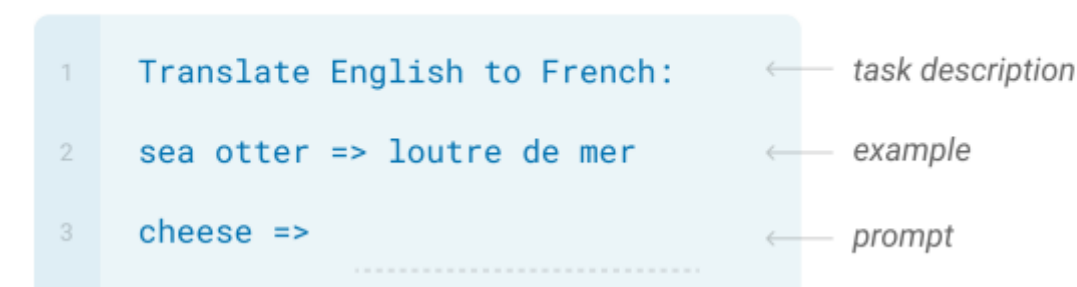 1 Translate English to French: ← task description
2 sea otter => loutre de mer ← example
3 cheese => ← prompt